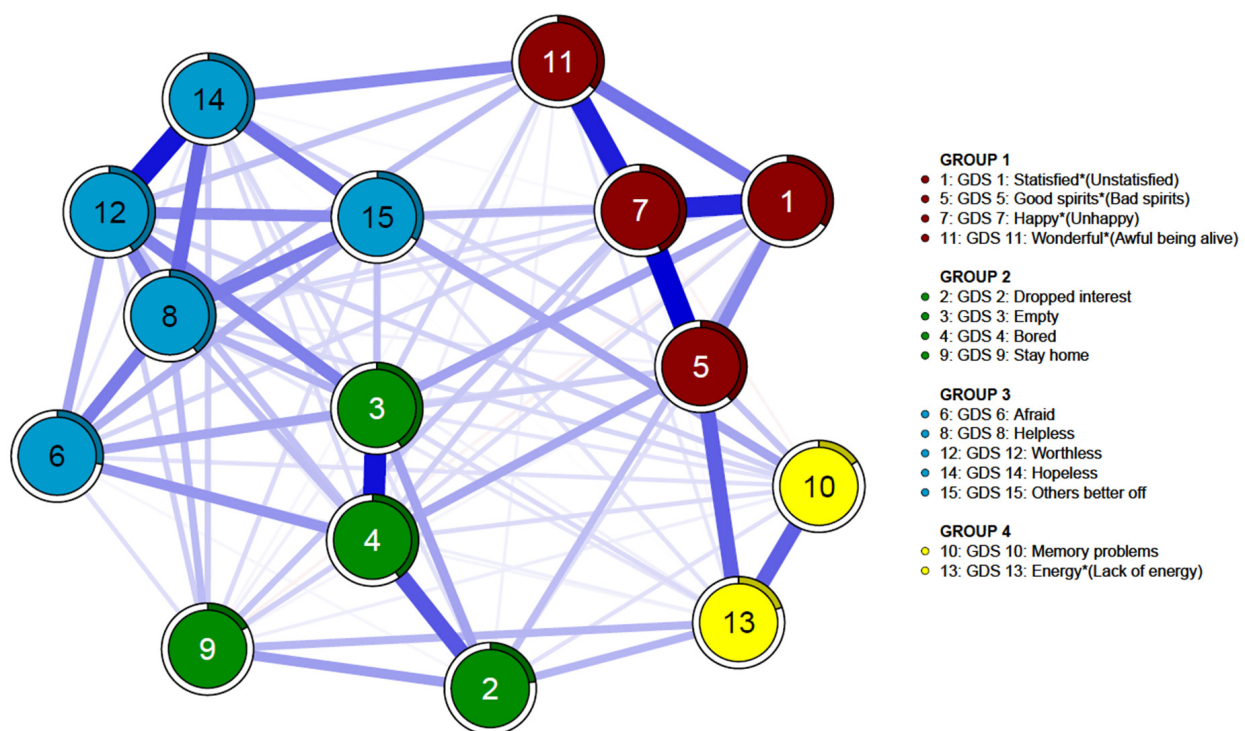 11
14
12
15
7
1
8
5
3
6
10
4
13
9
2
GROUP 1
1: GDS 1: Statisfied*(Unstatisfied)
5: GDS 5: Good spirits*(Bad spirits)
7: GDS 7: Happy*(Unhappy)
11: GDS 11: Wonderful*(Awful being alive)
GROUP 2
2: GDS 2: Dropped interest
3: GDS 3: Empty
4: GDS 4: Bored
9: GDS 9: Stay home
GROUP 3
6: GDS 6: Afraid
8: GDS 8: Helpless
12: GDS 12: Worthless
14: GDS 14: Hopeless
15: GDS 15: Others better off
GROUP 4
10: GDS 10: Memory problems
13: GDS 13: Energy*(Lack of energy)